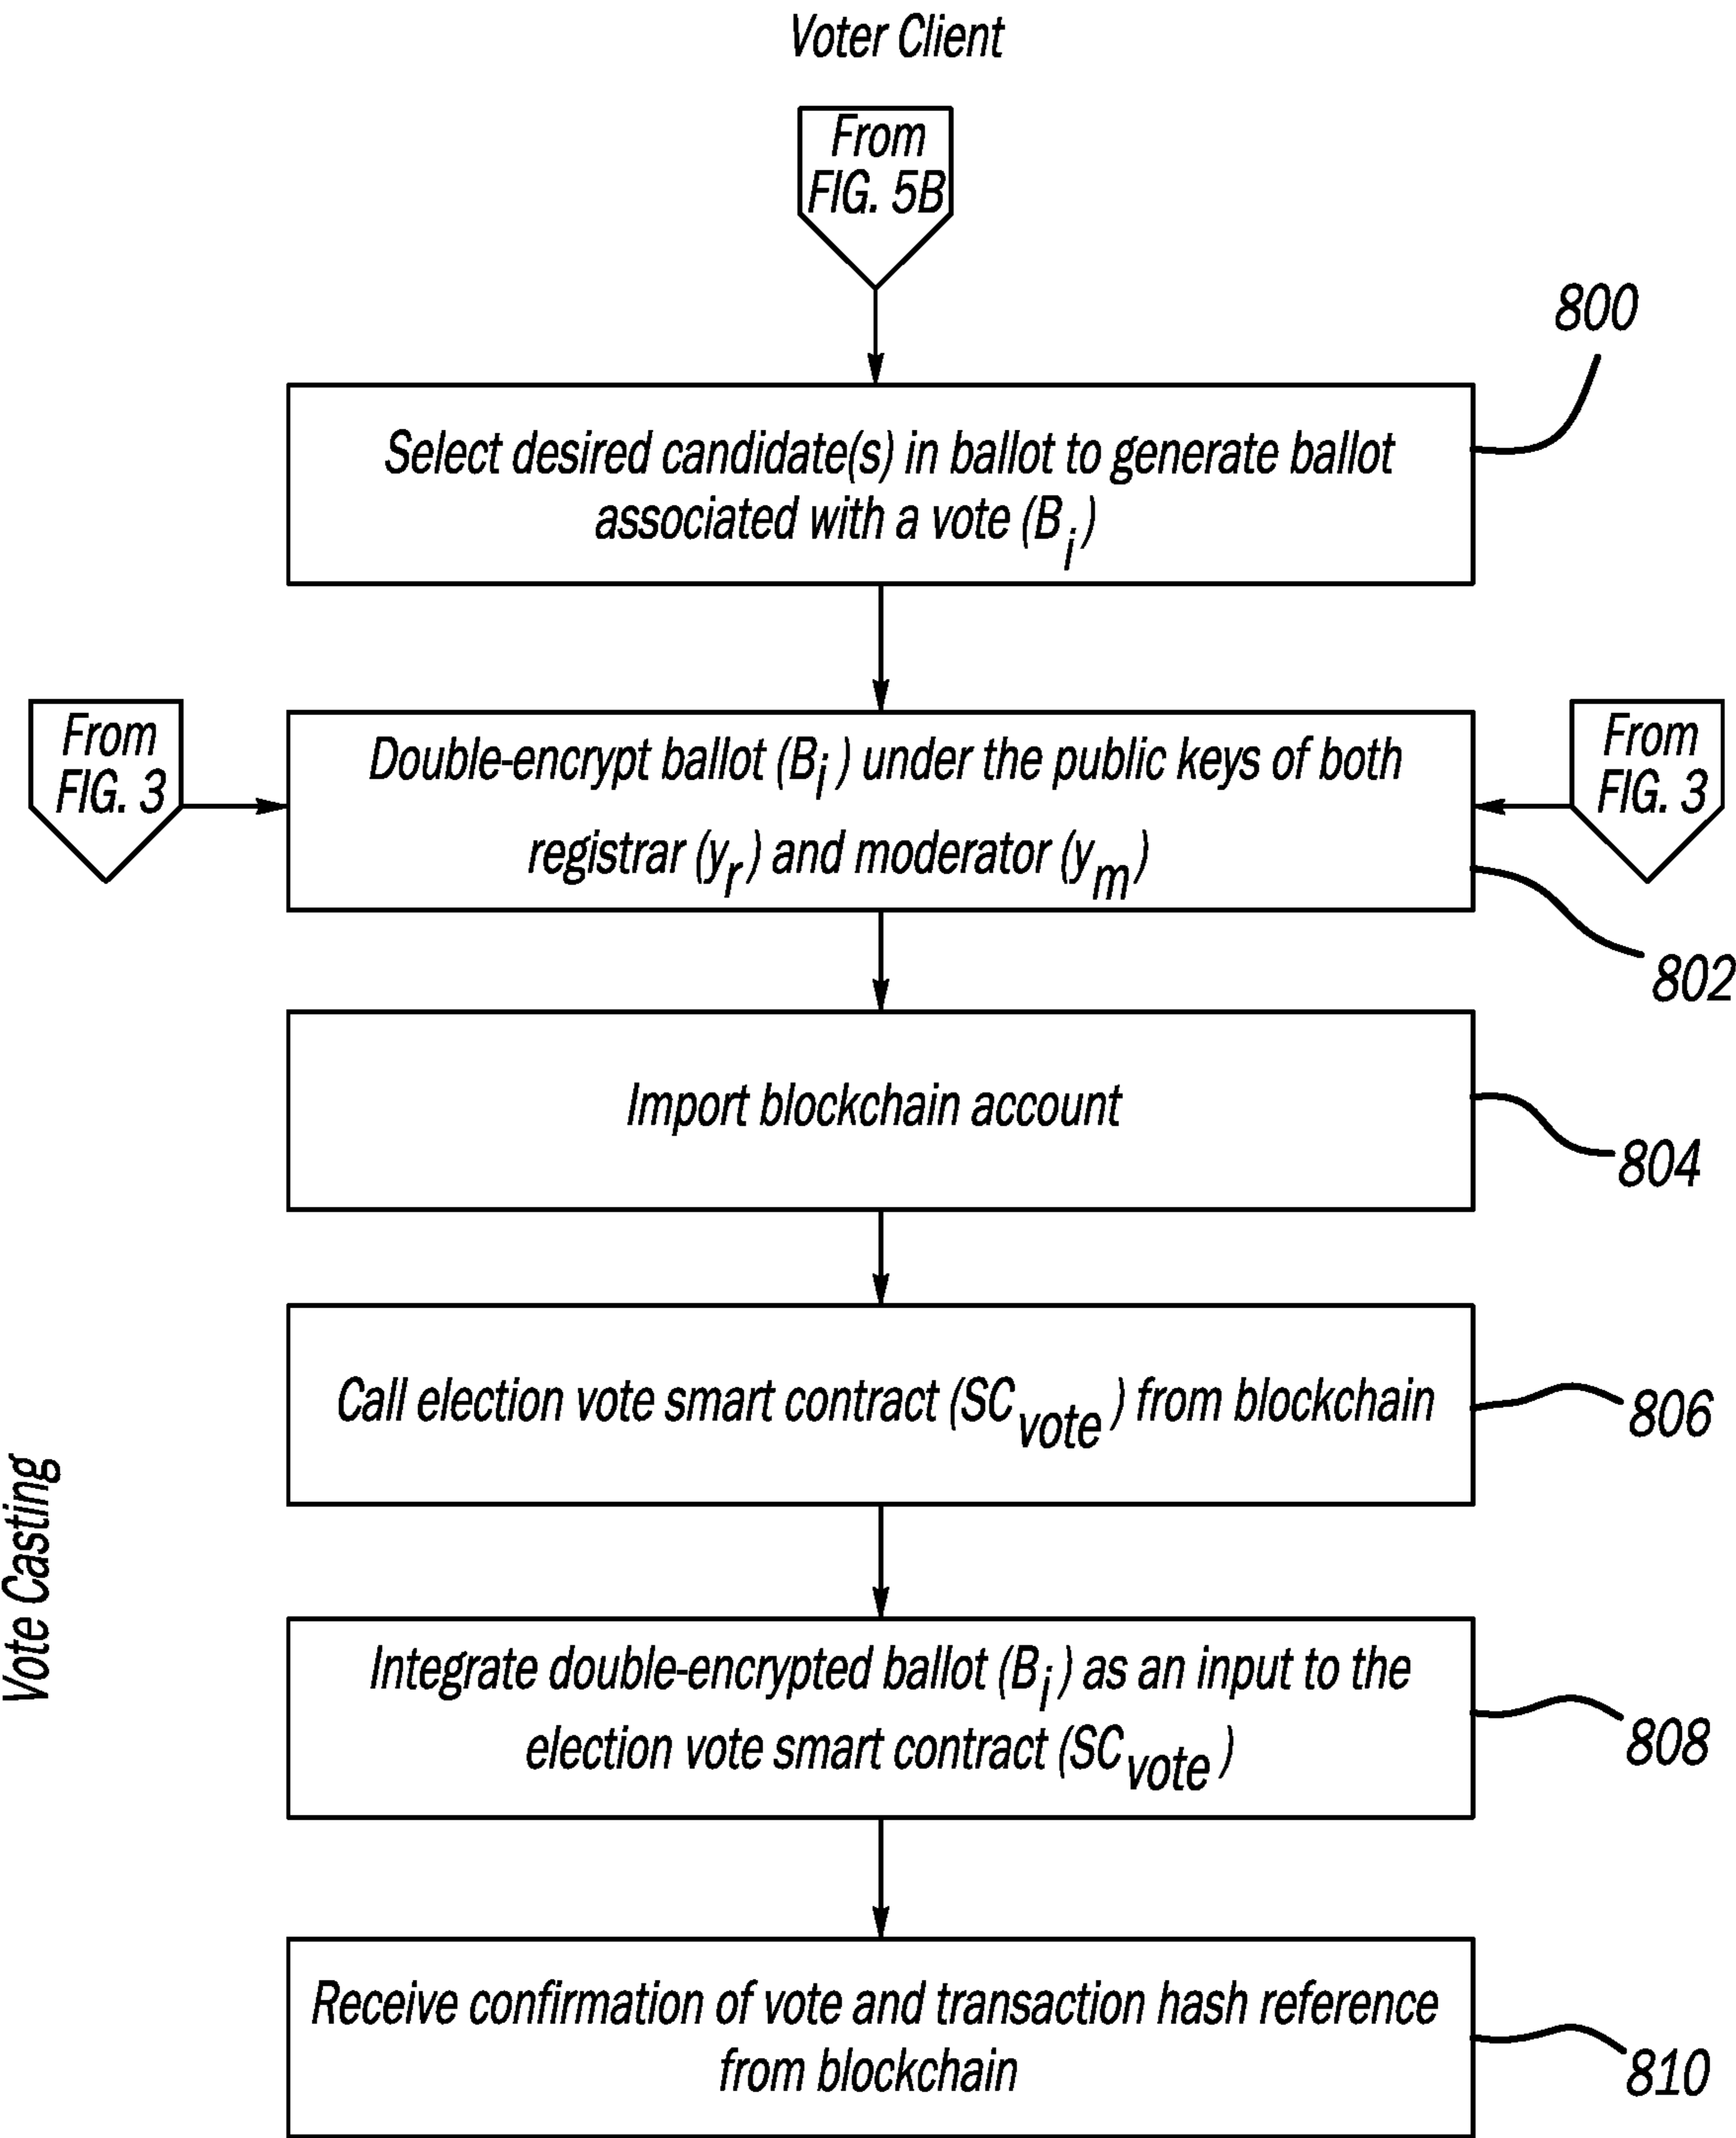 Voter Client
From
FIG. 5B
800
Select desired candidate(s) in ballot to generate ballot
associated with a vote (Bi)
From
FIG. 3
Double-encrypt ballot (Bi) under the public keys of both
registrar (yr) and moderator (ym)
From
FIG. 3
802
Import blockchain account
804
Call election vote smart contract (SCvote) from blockchain
806
Vote Casting
Integrate double-encrypted ballot (Bi) as an input to the
election vote smart contract (SCvote)
808
Receive confirmation of vote and transaction hash reference
from blockchain
810